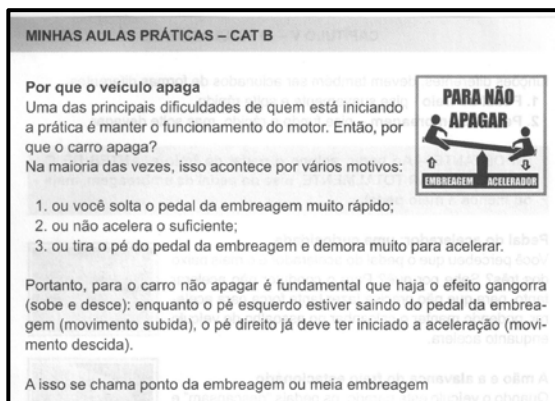 MINHAS AULAS PRÁTICAS – CAT B
Por que o veículo apaga
Uma das principais dificuldades de quem está iniciando
a prática é manter o funcionamento do motor. Então, por
que o carro apaga?
Na maioria das vezes, isso acontece por vários motivos:
PARA NÃO
APAGAR
EMBREAGEM ACELERADOR
1. ou você solta o pedal da embreagem muito rápido;
2. ou não acelera o suficiente;
3. ou tira o pé do pedal da embreagem e demora muito para acelerar.
Portanto, para o carro não apagar é fundamental que haja o efeito gangorra
(sobe e desce): enquanto o pé esquerdo estiver saindo do pedal da embrea-
gem (movimento subida), o pé direito já deve ter iniciado a aceleração (movi-
mento descida).
A isso se chama ponto da embreagem ou meia embreagem